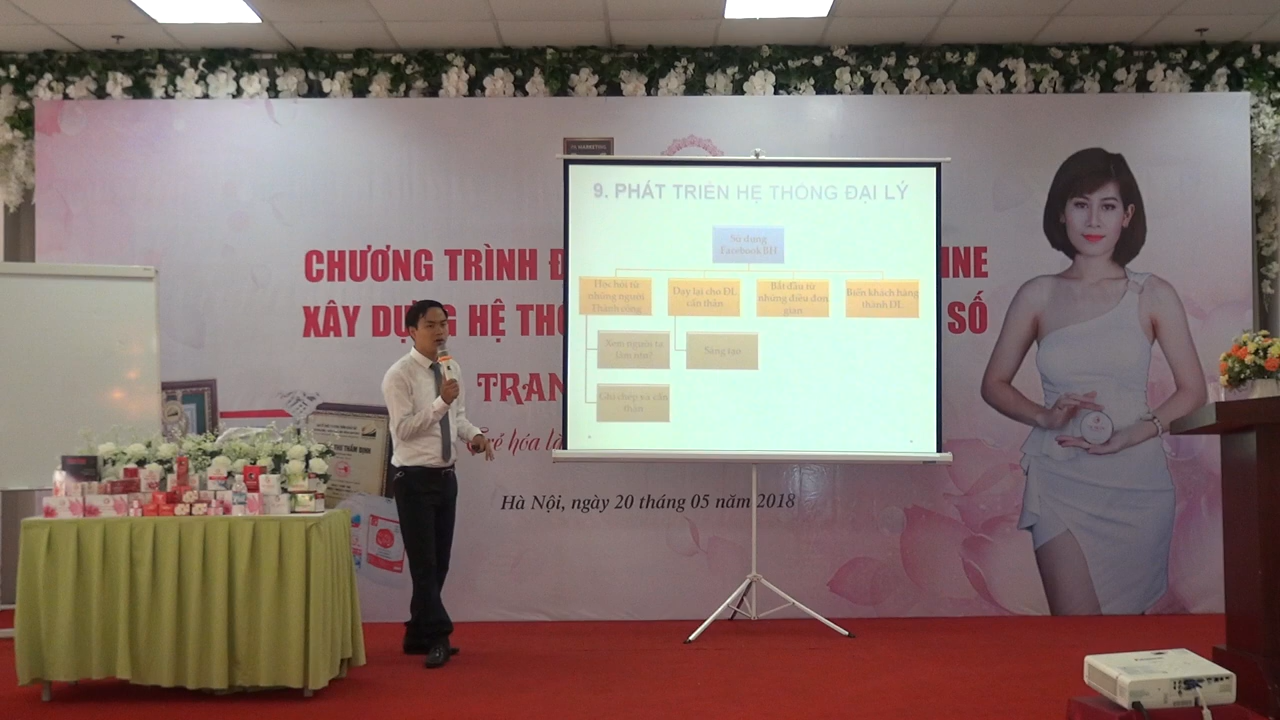 9. PHÁT TRIỂN HỆ THỐNG ĐẠI LÝ
Sử dụng
Facebook BH
Học hỏi từ
những người
Thành công
Dạy lại cho ĐL
cẩn thận
Bắt đầu từ
những điều đơn
giản
Biến khách hàng
thành ĐL
Xem người ta
làm ntn?
Sáng tạo
Ghi chép và cẩn
thận
CHƯƠNG TRÌNH Đ
INE
XÂY DỰNG HỆ THỐ
SỐ
TRAN
Hà Nội, ngày 20 tháng 05 năm 2018